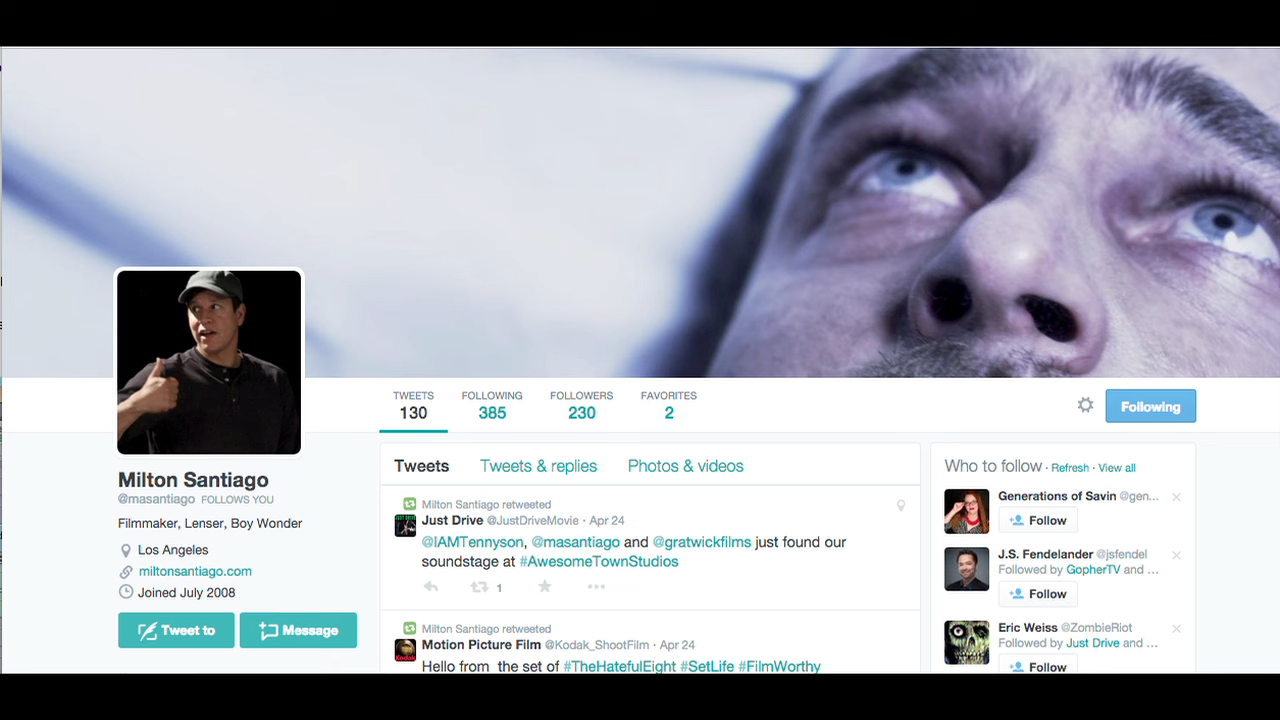 TWEETS
130
FOLLOWING
385
FOLLOWERS
230
FAVORITES
2
Following
Milton Santiago
@masantiago FOLLOWS YOU
Filmmaker, Lenser, Boy Wonder
Los Angeles
miltonsantiago.com
Joined July 2008
Tweet to
Message
Tweets
Tweets & replies
Photos & videos
Milton Santiago retweeted
Just Drive @JustDriveMovie · Apr 24
@IAMTennyson, @masantiago and @gratwickfilms just found our
soundstage at #AwesomeTownStudios
1
Milton Santiago retweeted
Motion Picture Film @Kodak_ShootFilm · Apr 24
Hello from the set of #TheHatefulEight #SetLife #FilmWorthy
Who to follow · Refresh · View all
Generations of Savin @gen...
Follow
J.S. Fendelander @jsfendel
Followed by GopherTV and ...
Follow
Eric Weiss @ZombieRiot
Followed by Just Drive and ...
Follow